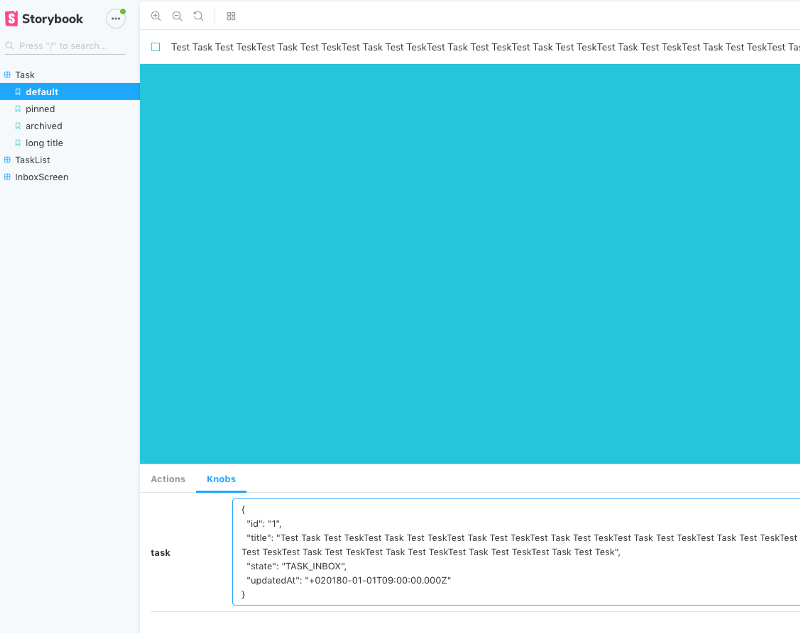 Storybook
Press "/" to search...
Task
default
pinned
archived
long title
TaskList
InboxScreen
Test Task Test TeskTest Task Test TeskTest Task Test TeskTest Task Test TeskTest Task Test TeskTest Task Test TeskTest Task Test TeskTest Tas
Actions
Knobs
task
{
"id": "1",
"title": "Test Task Test TeskTest Task Test TeskTest Task Test TeskTest Task Test TeskTest Task Test TeskTest Task Test TeskTest
Test TeskTest Task Test TeskTest Task Test TeskTest Task Test TeskTest Task Test Tesk",
"state": "TASK_INBOX",
"updatedAt": "+020180-01-01T09:00:00.000Z"
}